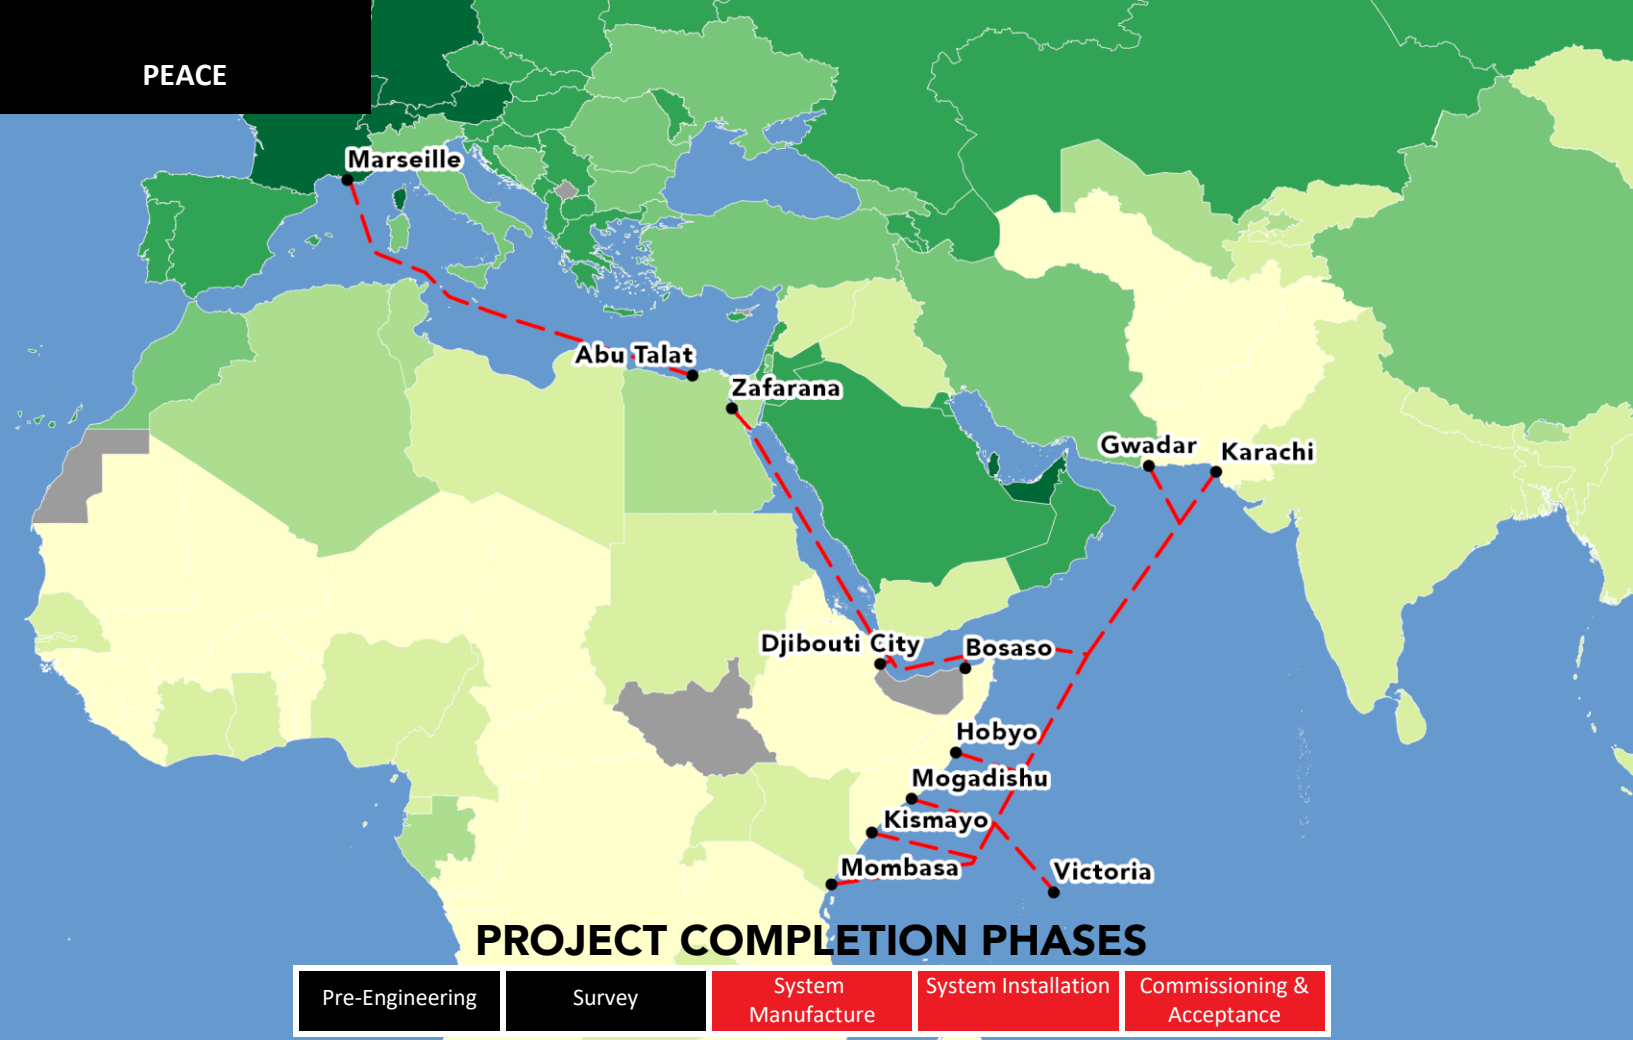 PEACE
Marseille
Abu Talat
Zafarana
Gwadar
Karachi
Djibouti City
Bosaso
Hobyo
Mogadishu
Kismayo
Mombasa
Victoria
PROJECT COMPLETION PHASES
Pre-Engineering
Survey
System
Manufacture
System Installation
Commissioning &
Acceptance